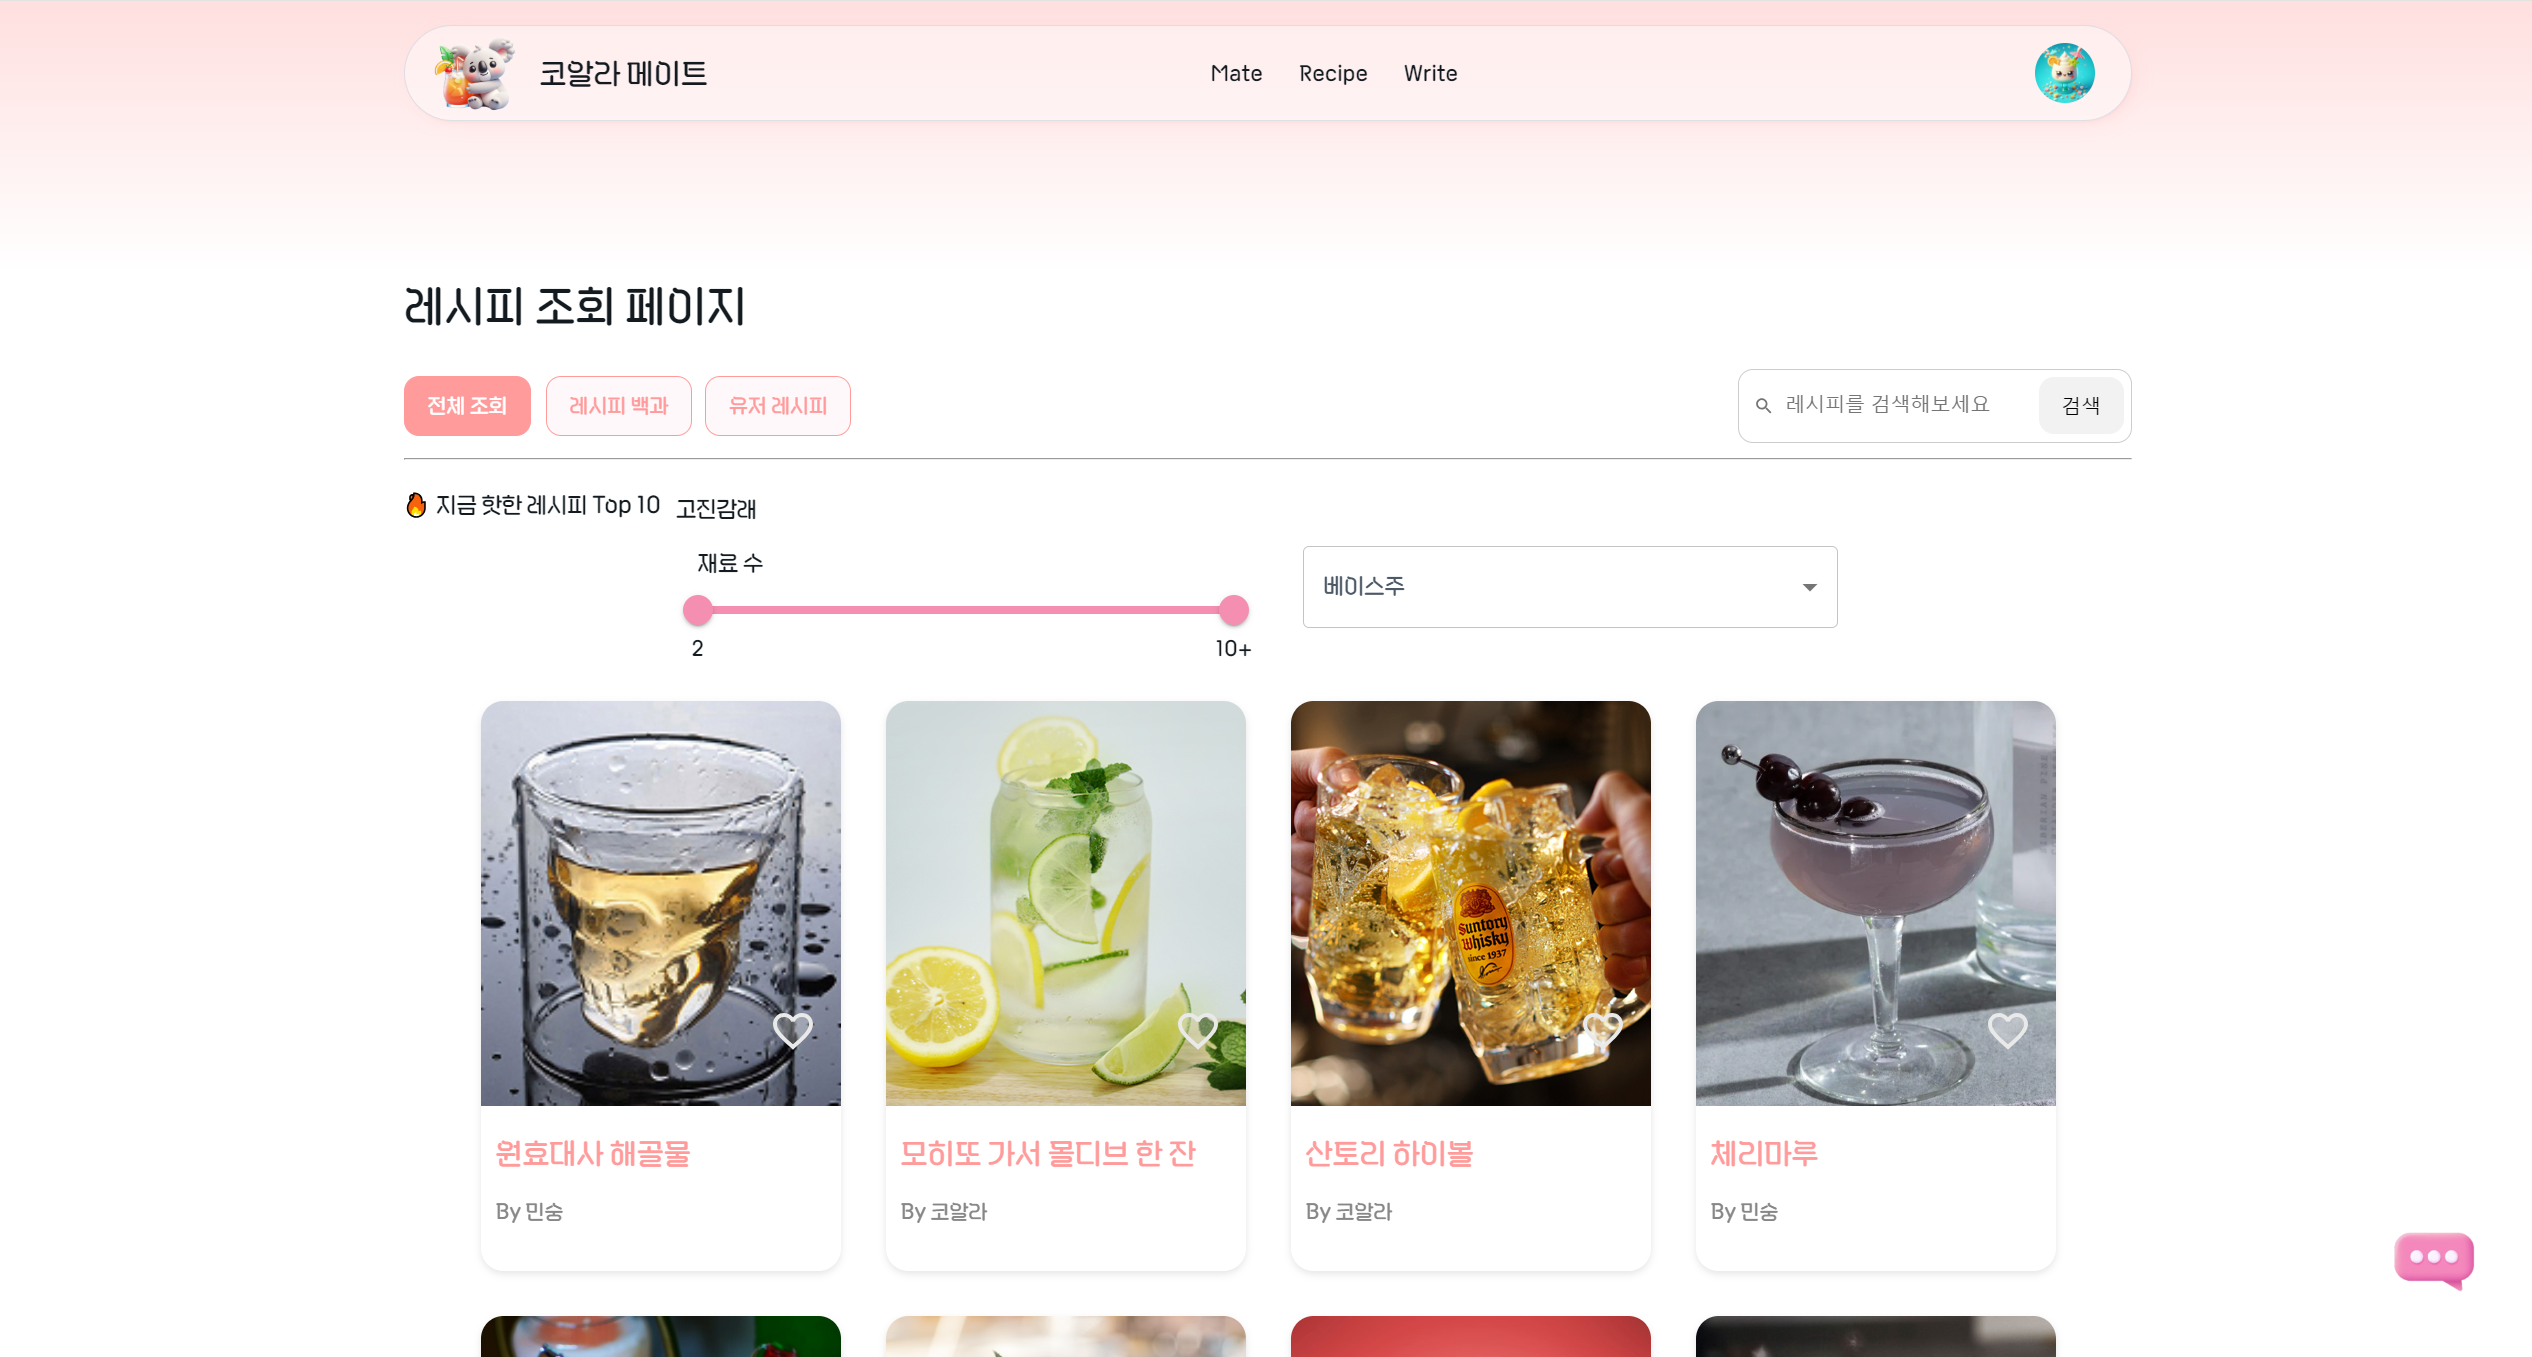 코알라 메이트
Mate Recipe Write
레시피 조회 페이지
전체 조회 레시피 백과 유저 레시피
레시피를 검색해보세요 검색
🔥 지금 핫한 레시피 Top 10 고진감래
재료 수
베이스주
2 10+
Suntory
Whisky
since 1937
원효대사 해골물
By 민숭
모히또 가서 몰디브 한 잔
By 코알라
산토리 하이볼
By 코알라
체리마루
By 민숭